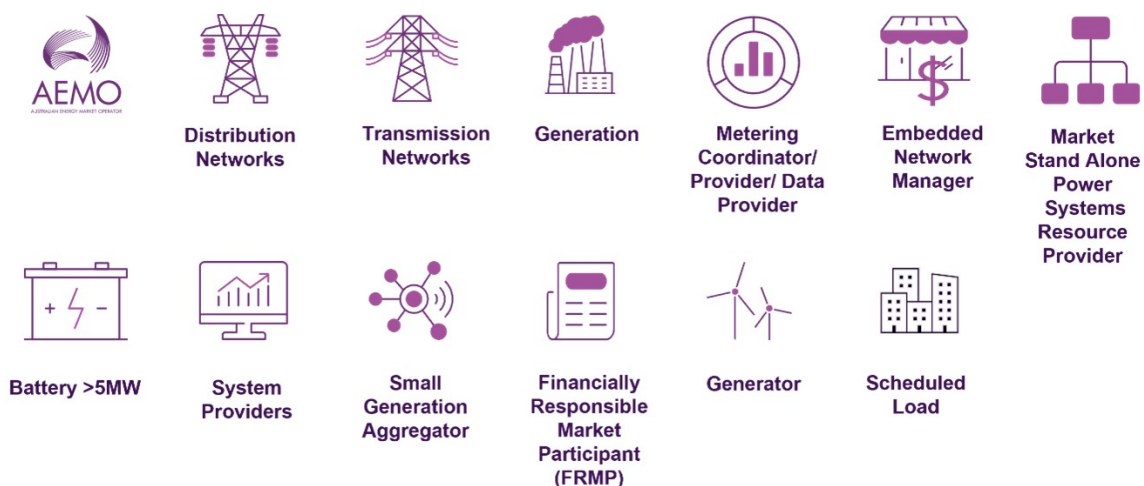 AEMO
AUSTRALIAN ENERGY MARKET OPERATOR
Distribution
Networks
Transmission
Networks
Generation
Metering
Coordinator/
Provider/ Data
Provider
Embedded
Network
Manager
Market
Stand Alone
Power
Systems
Resource
Provider
Battery >5MW
System
Providers
Small
Generation
Aggregator
Financially
Responsible
Market
Participant
(FRMP)
Generator
Scheduled
Load